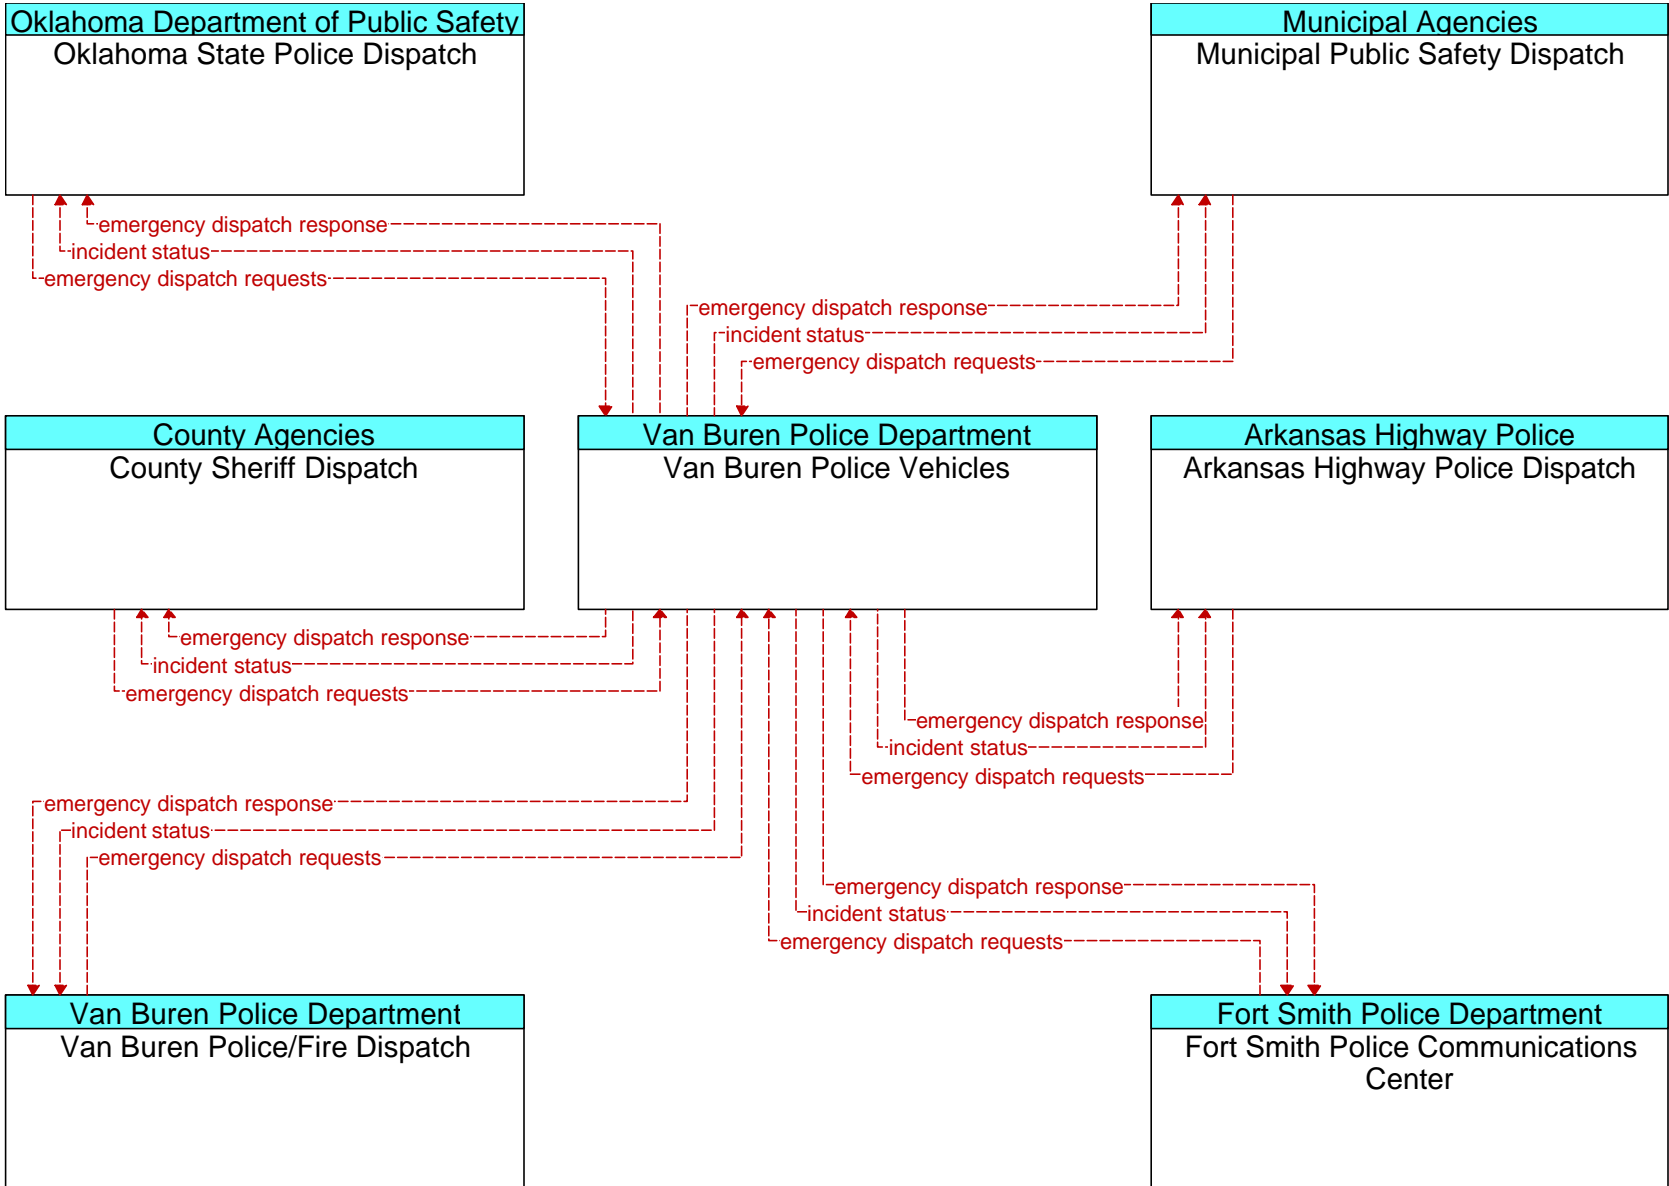 Oklahoma Department of Public Safety
Oklahoma State Police Dispatch
Municipal Agencies
Municipal Public Safety Dispatch
emergency dispatch response
incident status
emergency dispatch requests
emergency dispatch response
incident status
emergency dispatch requests
County Agencies
County Sheriff Dispatch
Van Buren Police Department
Van Buren Police Vehicles
Arkansas Highway Police
Arkansas Highway Police Dispatch
emergency dispatch response
incident status
emergency dispatch requests
emergency dispatch response
incident status
emergency dispatch requests
emergency dispatch response
incident status
emergency dispatch requests
emergency dispatch response
incident status
emergency dispatch requests
Van Buren Police Department
Van Buren Police/Fire Dispatch
Fort Smith Police Department
Fort Smith Police Communications
Center